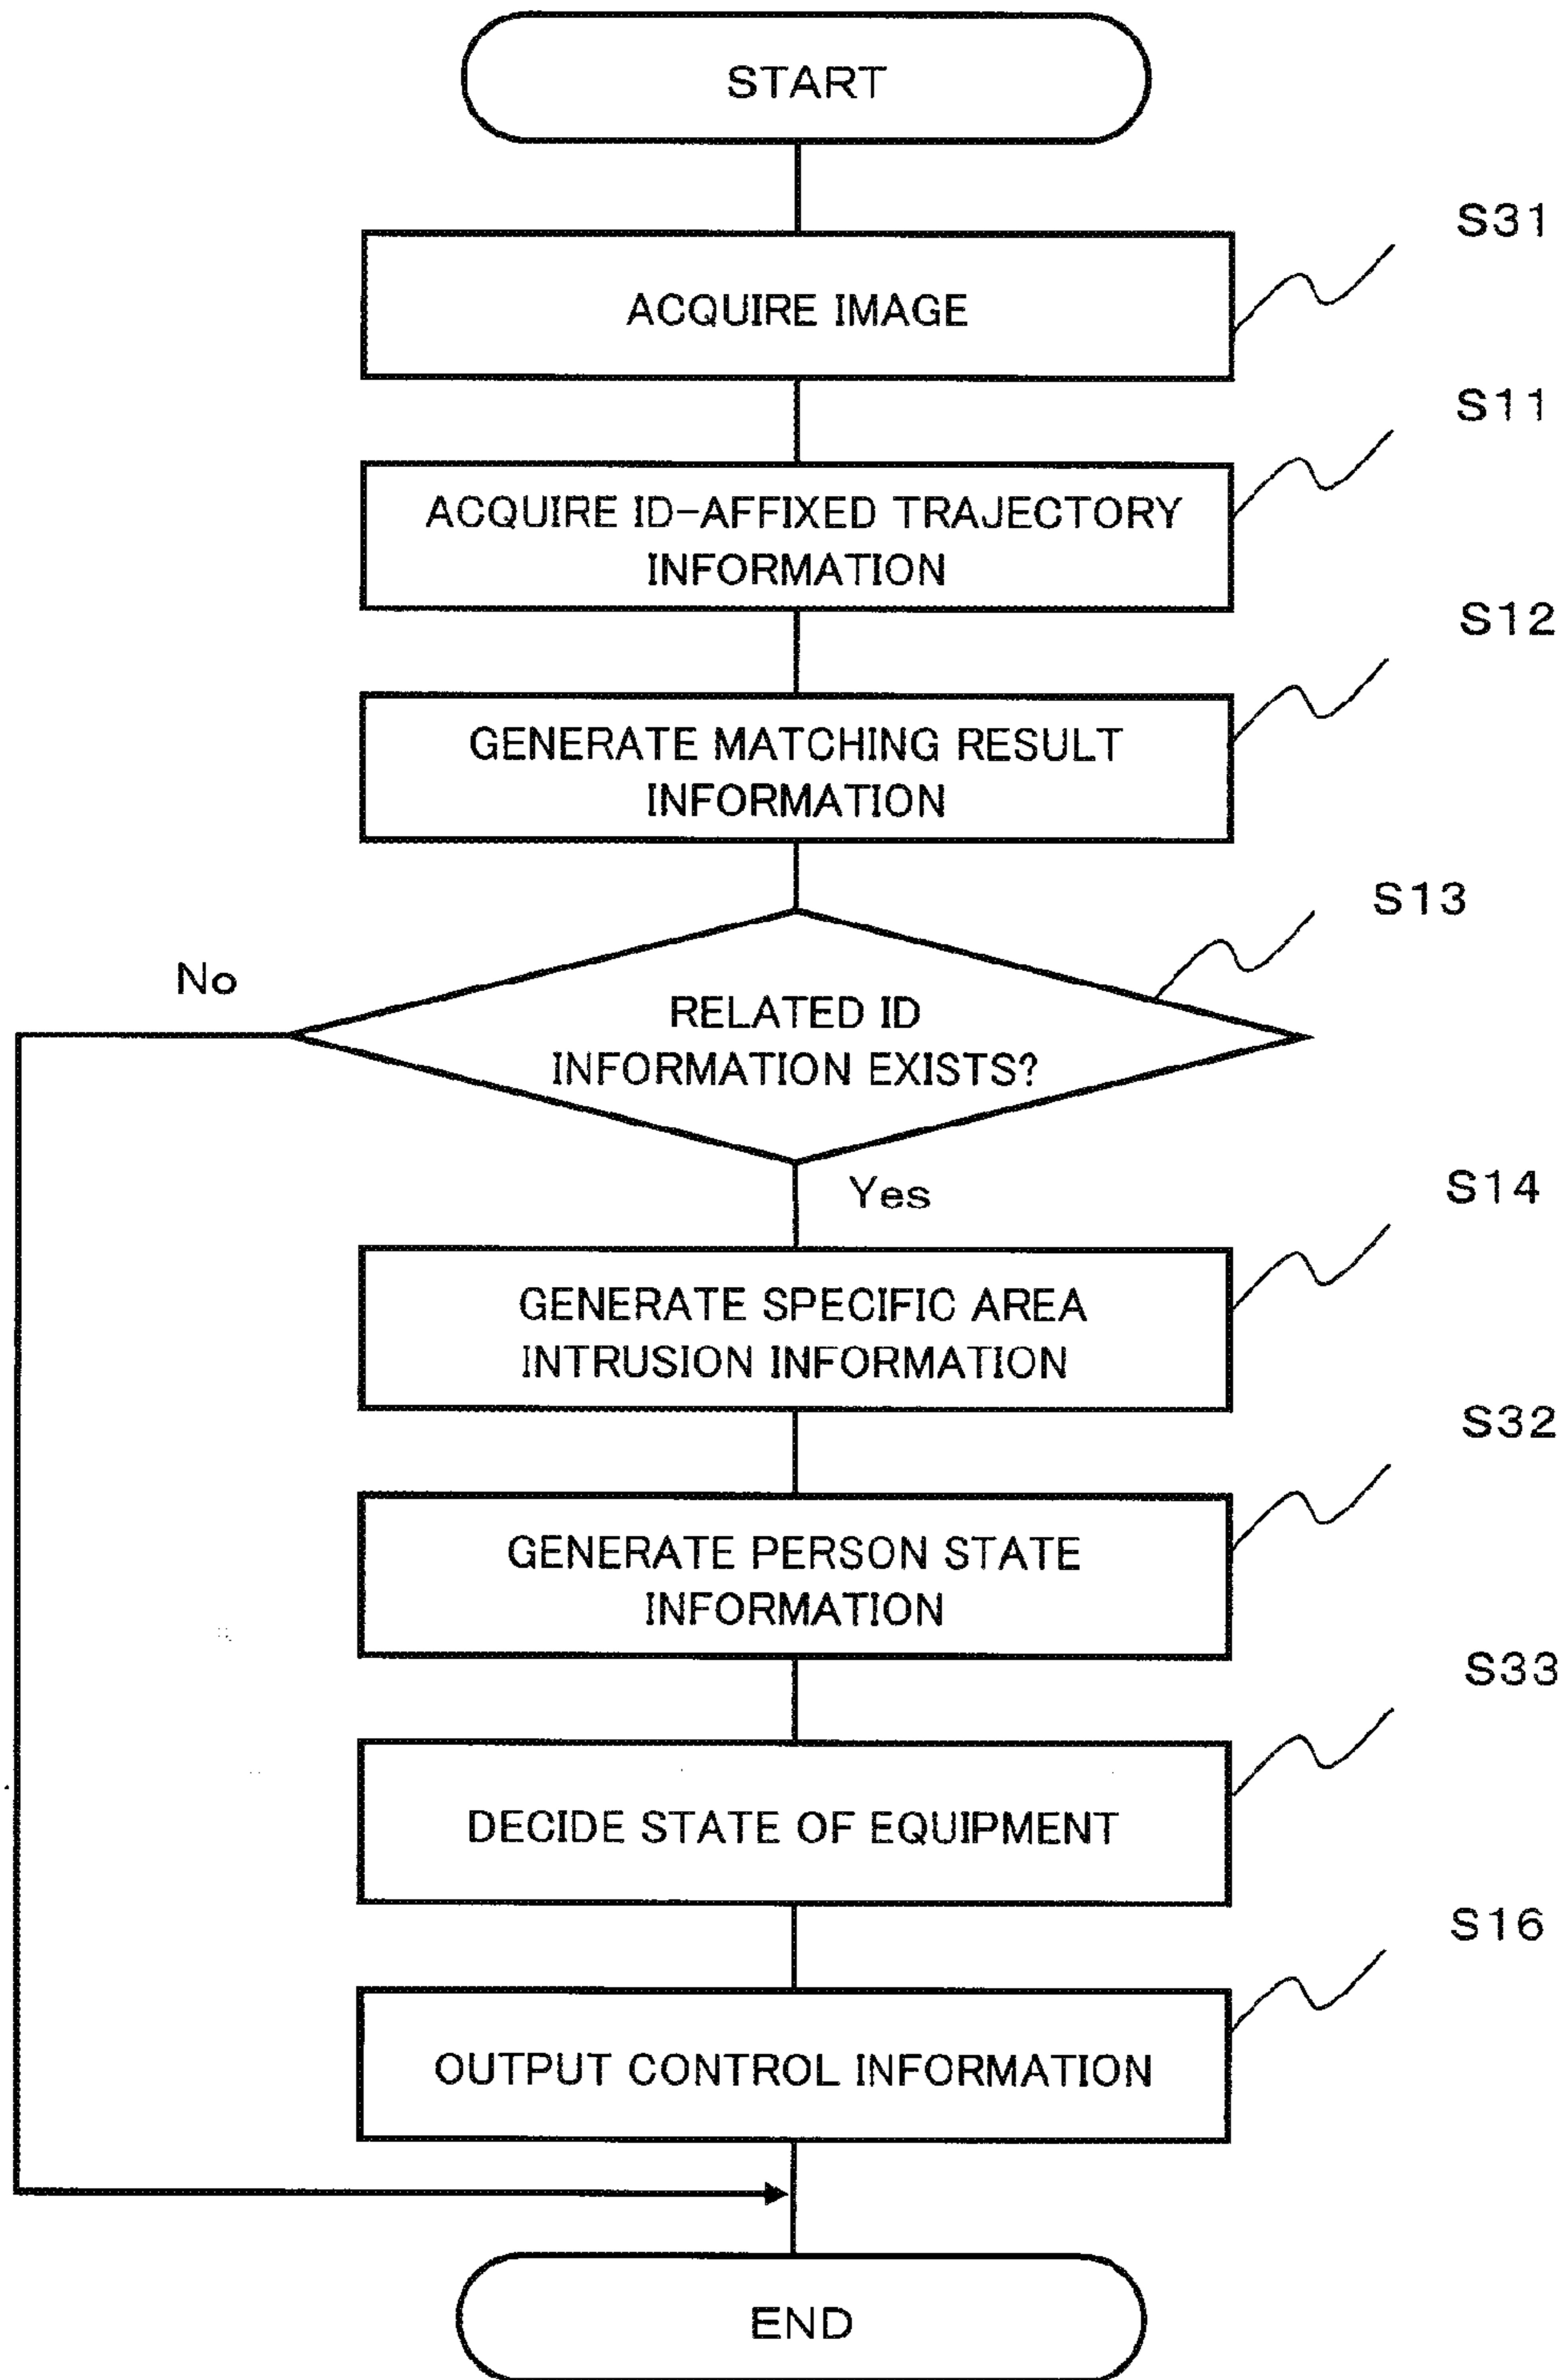 START
S31
ACQUIRE IMAGE
S11
ACQUIRE ID-AFFIXED TRAJECTORY
INFORMATION
S12
GENERATE MATCHING RESULT
INFORMATION
S13
No
RELATED ID
INFORMATION EXISTS?
Yes
S14
GENERATE SPECIFIC AREA
INTRUSION INFORMATION
S32
GENERATE PERSON STATE
INFORMATION
S33
DECIDE STATE OF EQUIPMENT
S16
OUTPUT CONTROL INFORMATION
END